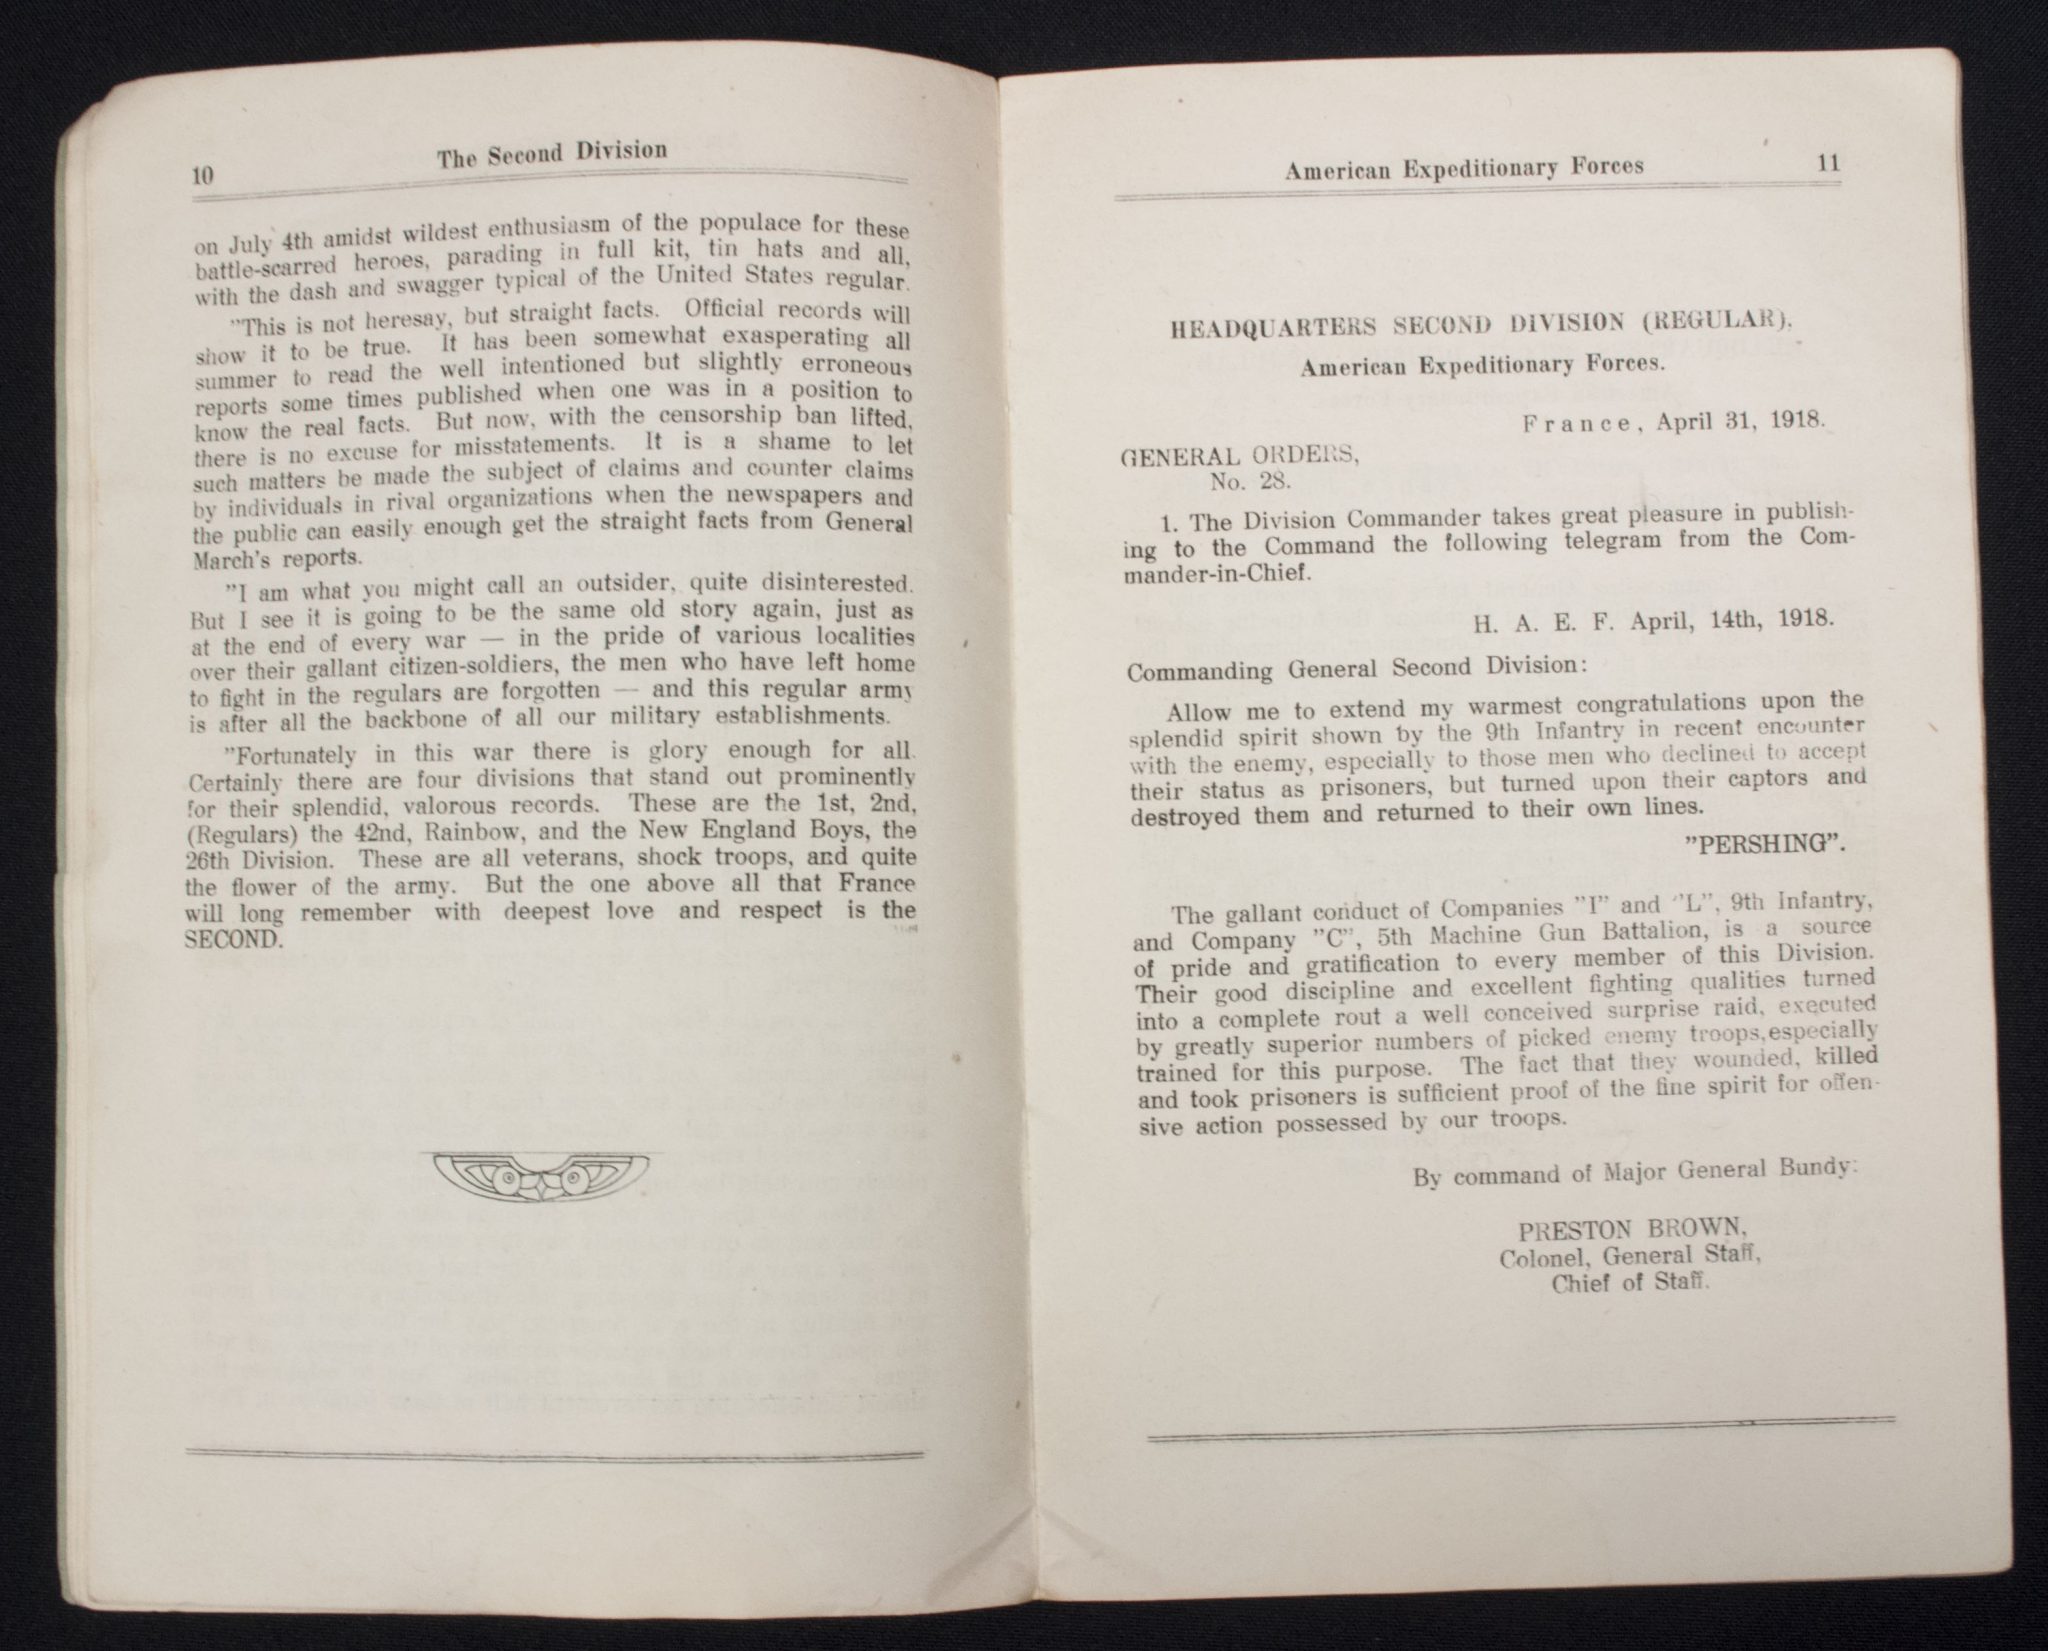 10
The Second Division
on July 4th amidst wildest enthusiasm of the populace for these
battle-scarred heroes, parading in full kit, tin hats and all,
with the dash and swagger typical of the United States regular.
"This is not heresay, but straight facts. Official records will
show it to be true. It has been somewhat exasperating all
summer to read the well intentioned but slightly erroneous
reports some times published when one was in a position to
know the real facts. But now, with the censorship ban lifted,
there is no excuse for misstatements. It is a shame to let
such matters be made the subject of claims and counter claims
by individuals in rival organizations when the newspapers and
the public can easily enough get the straight facts from General
March's reports.
"I am what you might call an outsider, quite disinterested.
But I see it is going to be the same old story again, just as
at the end of every war — in the pride of various localities
over their gallant citizen-soldiers, the men who have left home
to fight in the regulars are forgotten — and this regular army
is after all the backbone of all our military establishments.
"Fortunately in this war there is glory enough for all.
Certainly there are four divisions that stand out prominently
for their splendid, valorous records. These are the 1st, 2nd,
(Regulars) the 42nd, Rainbow, and the New England Boys, the
26th Division. These are all veterans, shock troops, and quite
the flower of the army. But the one above all that France
will long remember with deepest love and respect is the
SECOND.
American Expeditionary Forces
11
HEADQUARTERS SECOND DIVISION (REGULAR).
American Expeditionary Forces.
France, April 31, 1918.
GENERAL ORDERS,
No. 28.
1. The Division Commander takes great pleasure in publish-
ing to the Command the following telegram from the Com-
mander-in-Chief.
H. A. E. F. April, 14th, 1918.
Commanding General Second Division:
Allow me to extend my warmest congratulations upon the
splendid spirit shown by the 9th Infantry in recent encounter
with the enemy, especially to those men who declined to accept
their status as prisoners, but turned upon their captors and
destroyed them and returned to their own lines.
"PERSHING".
The gallant conduct of Companies "I" and "L", 9th Infantry,
and Company "C", 5th Machine Gun Battalion, is a source
of pride and gratification to every member of this Division.
Their good discipline and excellent fighting qualities turned
into a complete rout a well conceived surprise raid, executed
by greatly superior numbers of picked enemy troops,especially
trained for this purpose. The fact that they wounded, killed
and took prisoners is sufficient proof of the fine spirit for offen-
sive action possessed by our troops.
By command of Major General Bundy:
PRESTON BROWN,
Colonel, General Staff,
Chief of Staff.